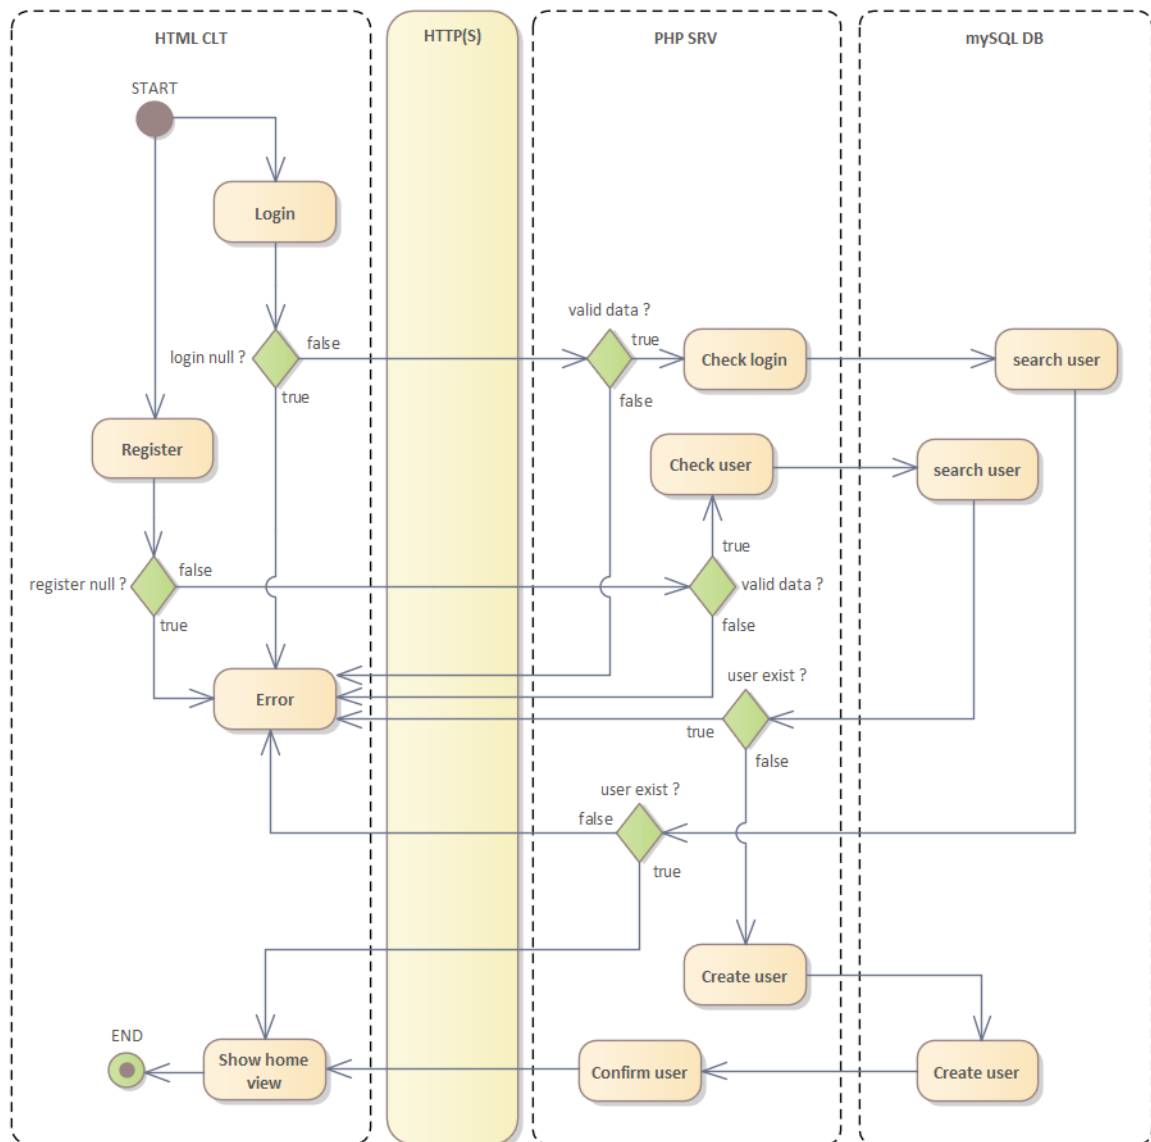 HTML CLT
HTTP(S)
PHP SRV
mySQL DB
START
Login
valid data ?
login null ?
false
true
Check login
search user
true
false
Register
Check user
search user
true
register null ?
false
valid data ?
true
false
Error
user exist ?
true
false
user exist ?
false
true
Create user
END
Show home
view
Confirm user
Create user